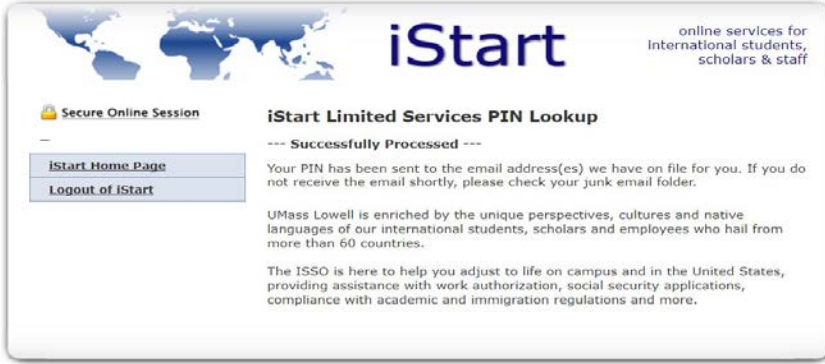 iStart
online services for
international students,
scholars & staff
Secure Online Session
iStart Home Page
Logout of iStart
iStart Limited Services PIN Lookup
--- Successfully Processed ---
Your PIN has been sent to the email address(es) we have on file for you. If you do
not receive the email shortly, please check your junk email folder.
UMass Lowell is enriched by the unique perspectives, cultures and native
languages of our international students, scholars and employees who hail from
more than 60 countries.
The ISSO is here to help you adjust to life on campus and in the United States,
providing assistance with work authorization, social security applications,
compliance with academic and immigration regulations and more.